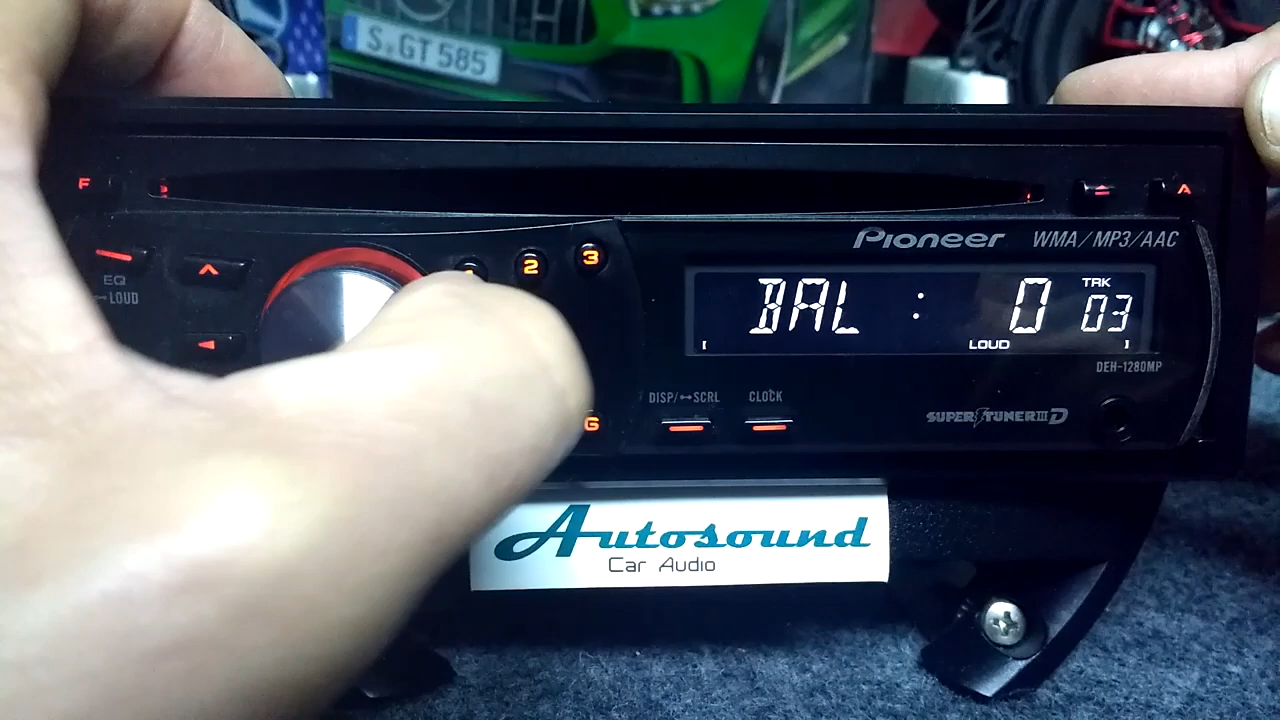 S GT 585
F
A
PIONEER WMA/MP3/AAC
2
3
EQ
LOUD
BAL : 0
TRK
03
LOUD
DEH-1280MP
DISP/ SCRL
CLOCK
6
SUPER TUNER III D
Autosound
Car Audio